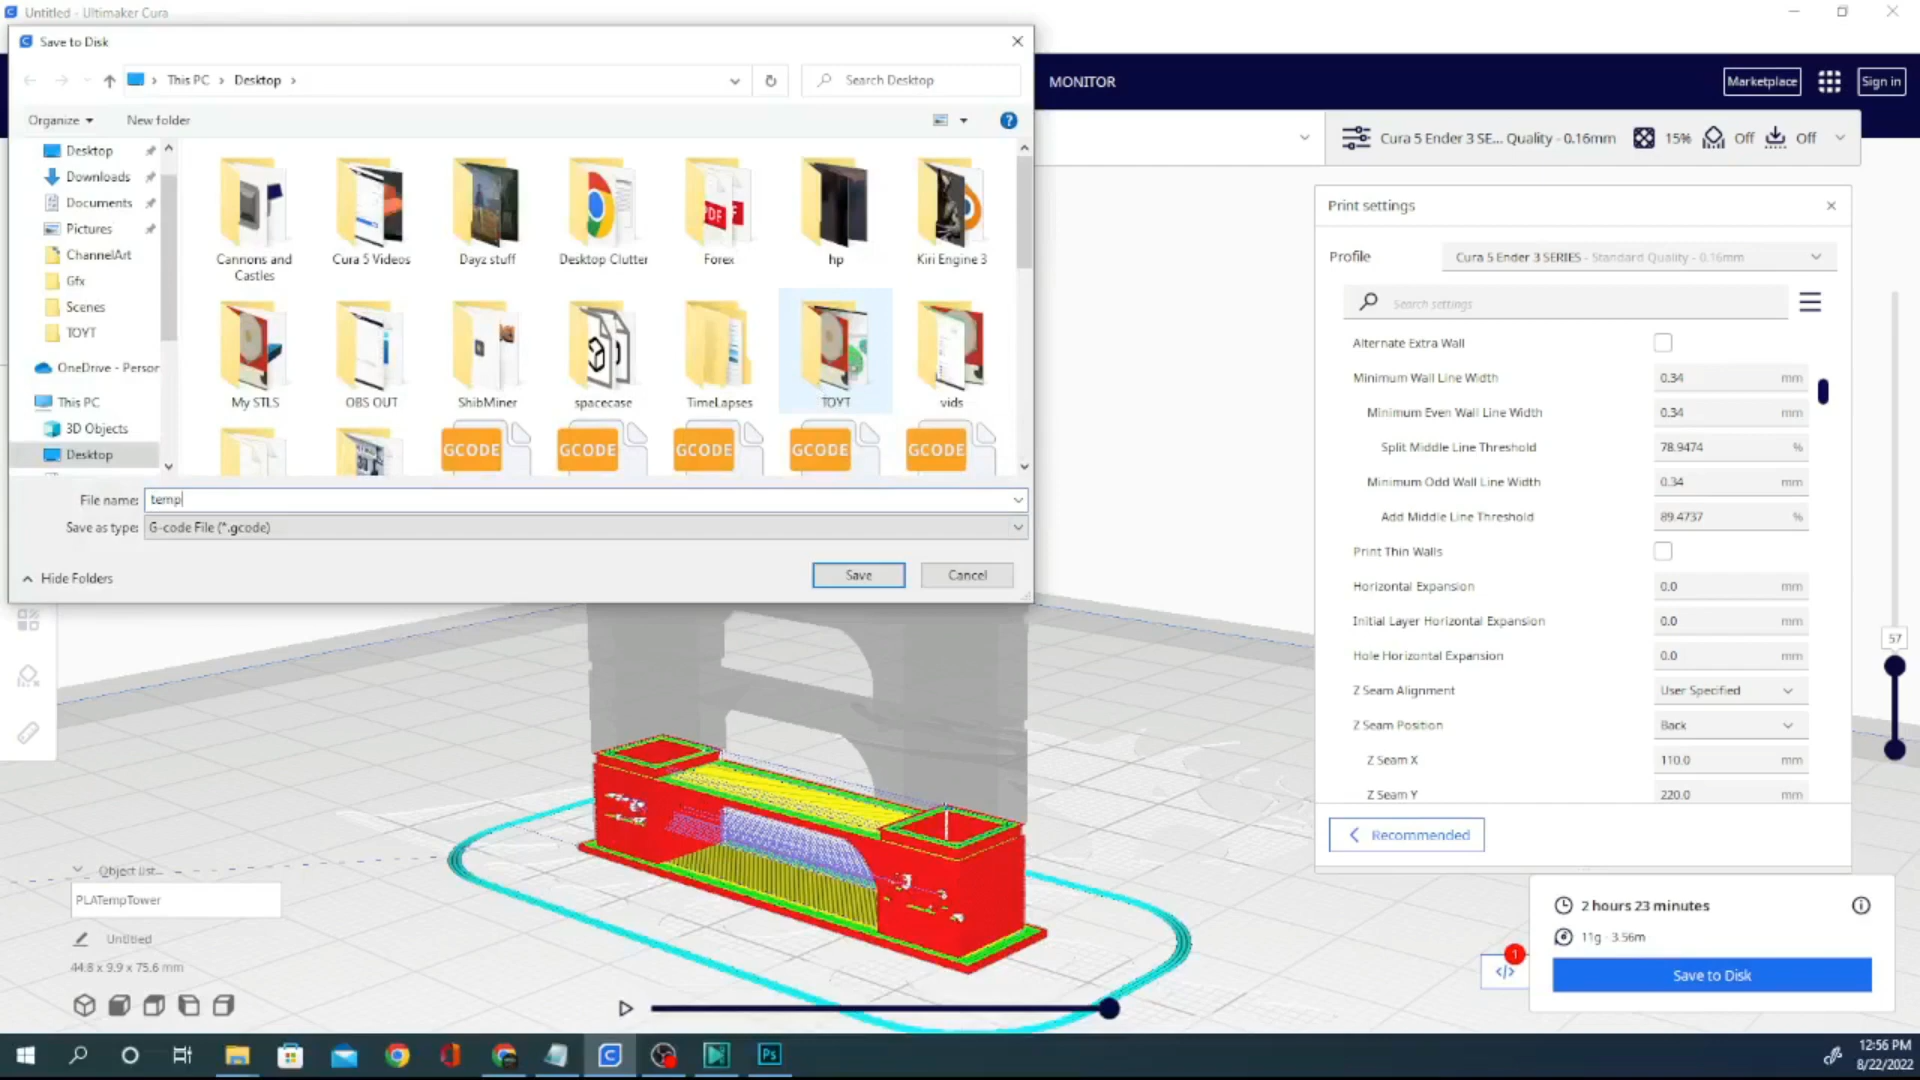 Untitled - Ultimaker Cura
Save to Disk
This PC
Desktop
Search Desktop
Organize
New folder
Desktop
Downloads
Documents
Pictures
ChannelArt
Gfx
Scenes
TOYT
OneDrive - Person
This PC
3D Objects
Desktop
Cannons and
Castles
Cura 5 Videos
Dayz stuff
Desktop Clutter
Forex
hp
Kiri Engine 3
PDF
My STLS
OBS OUT
ShibMiner
spacecase
TimeLapses
TOYT
vids
GCODE
GCODE
GCODE
GCODE
GCODE
File name:
temp
Save as type:
G-code File (*.gcode)
Hide Folders
Save
Cancel
MONITOR
Marketplace
Sign in
Cura 5 Ender 3 SE... Quality - 0.16mm
15%
Off
Off
Print settings
Profile
Cura 5 Ender 3 SERIES - Standard Quality - 0.16mm
Search settings
Alternate Extra Wall
Minimum Wall Line Width
0.34 mm
Minimum Even Wall Line Width
0.34 mm
Split Middle Line Threshold
78.9474 %
Minimum Odd Wall Line Width
0.34 mm
Add Middle Line Threshold
89.4737 %
Print Thin Walls
Horizontal Expansion
0.0 mm
Initial Layer Horizontal Expansion
0.0 mm
Hole Horizontal Expansion
0.0 mm
Z Seam Alignment
User Specified
Z Seam Position
Back
Z Seam X
110.0 mm
Z Seam Y
220.0 mm
Recommended
57
Object list
PLATempTower
Untitled
44.8 x 9.9 x 75.6 mm
2 hours 23 minutes
11g · 3.56m
1
Save to Disk
Ps
12:56 PM
8/22/2022